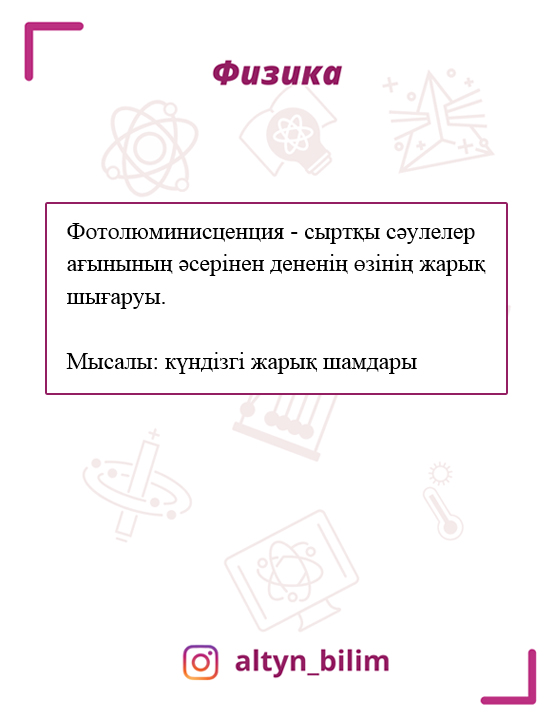 Физика
Фотолюминисценция - сыртқы сәулелер
ағынының әсерінен дененің өзінің жарық
шығаруы.
Мысалы: күндізгі жарық шамдары
altyn_bilim